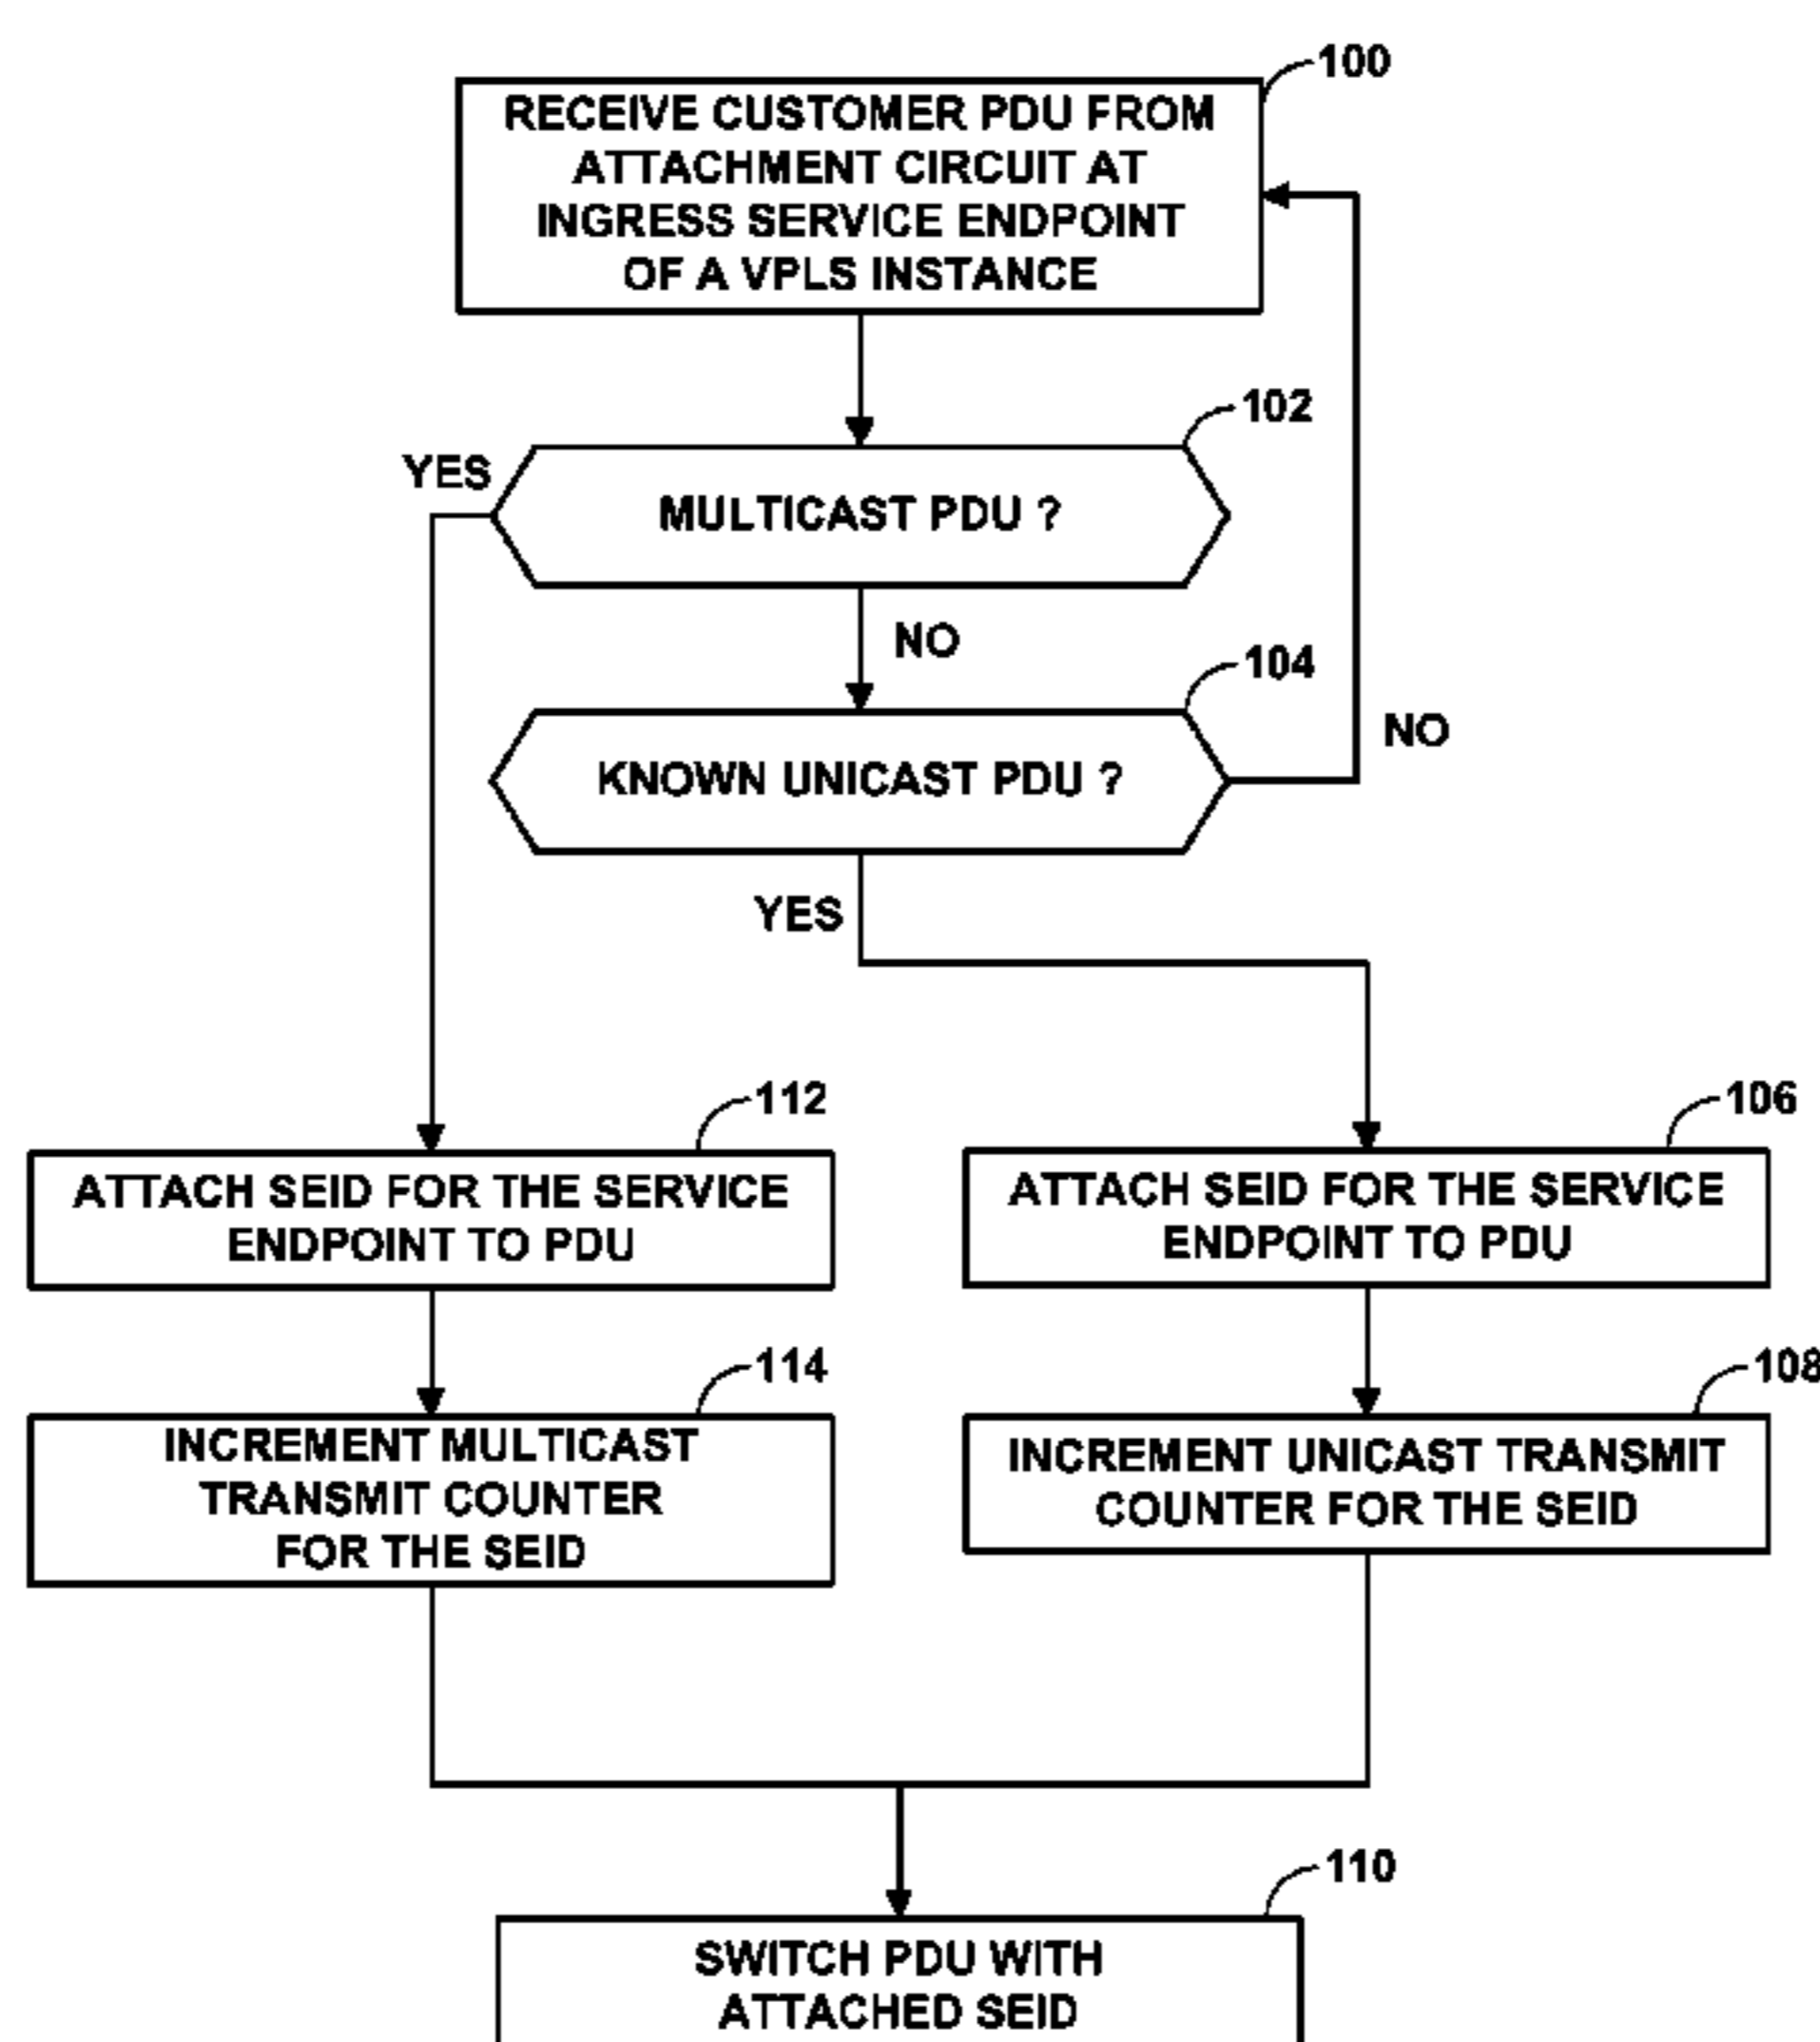 100
RECEIVE CUSTOMER PDU FROM
ATTACHMENT CIRCUIT AT
INGRESS SERVICE ENDPOINT
OF A VPLS INSTANCE
102
YES
MULTICAST PDU ?
NO
104
KNOWN UNICAST PDU ?
NO
YES
112
ATTACH SEID FOR THE SERVICE
ENDPOINT TO PDU
106
ATTACH SEID FOR THE SERVICE
ENDPOINT TO PDU
114
INCREMENT MULTICAST
TRANSMIT COUNTER
FOR THE SEID
108
INCREMENT UNICAST TRANSMIT
COUNTER FOR THE SEID
110
SWITCH PDU WITH
ATTACHED SEID